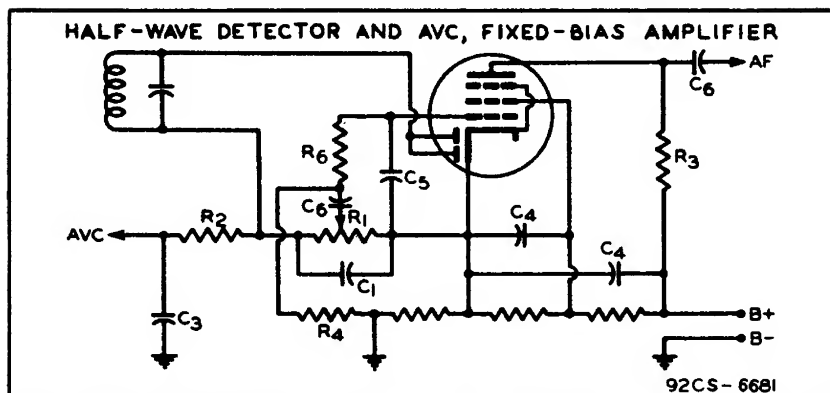 HALF-WAVE DETECTOR AND AVC, FIXED-BIAS AMPLIFIER
C6
AF
R6
C5
R3
C6
R1
R2
AVC
C4
C4
C1
C3
R4
B+
B-
92CS-6681